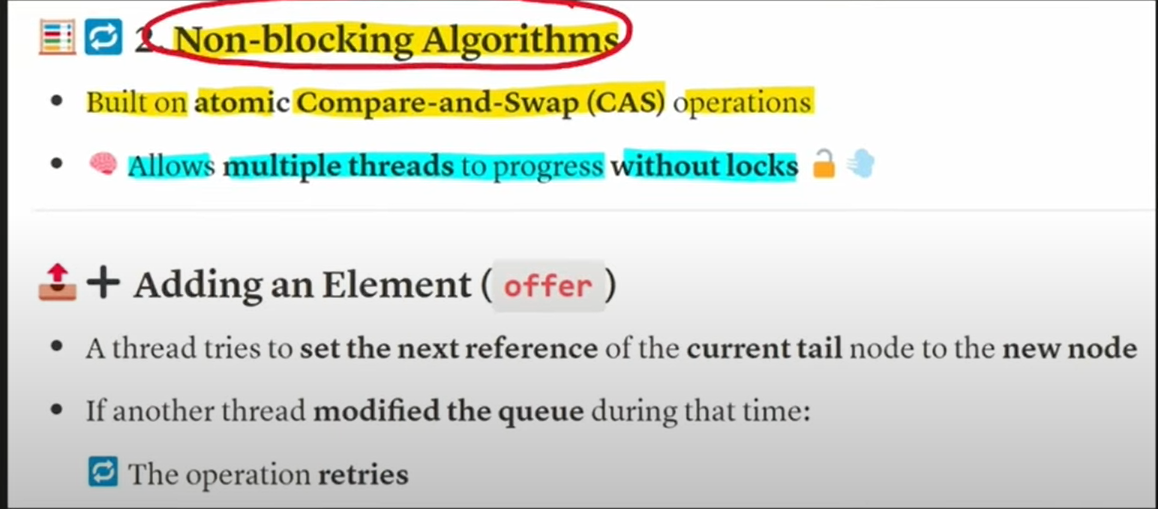 2. Non-blocking Algorithms
Built on atomic Compare-and-Swap (CAS) operations
Allows multiple threads to progress without locks
Adding an Element ( offer )
A thread tries to set the next reference of the current tail node to the new node
If another thread modified the queue during that time:
The operation retries